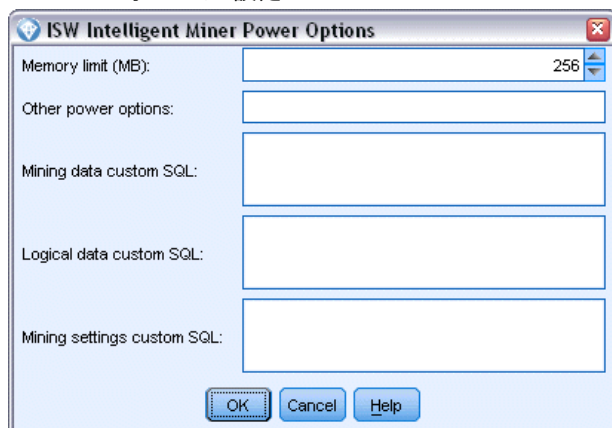 ISW Intelligent Miner Power Options
Memory limit (MB):
256
Other power options:
Mining data custom SQL:
Logical data custom SQL:
Mining settings custom SQL:
OK Cancel Help